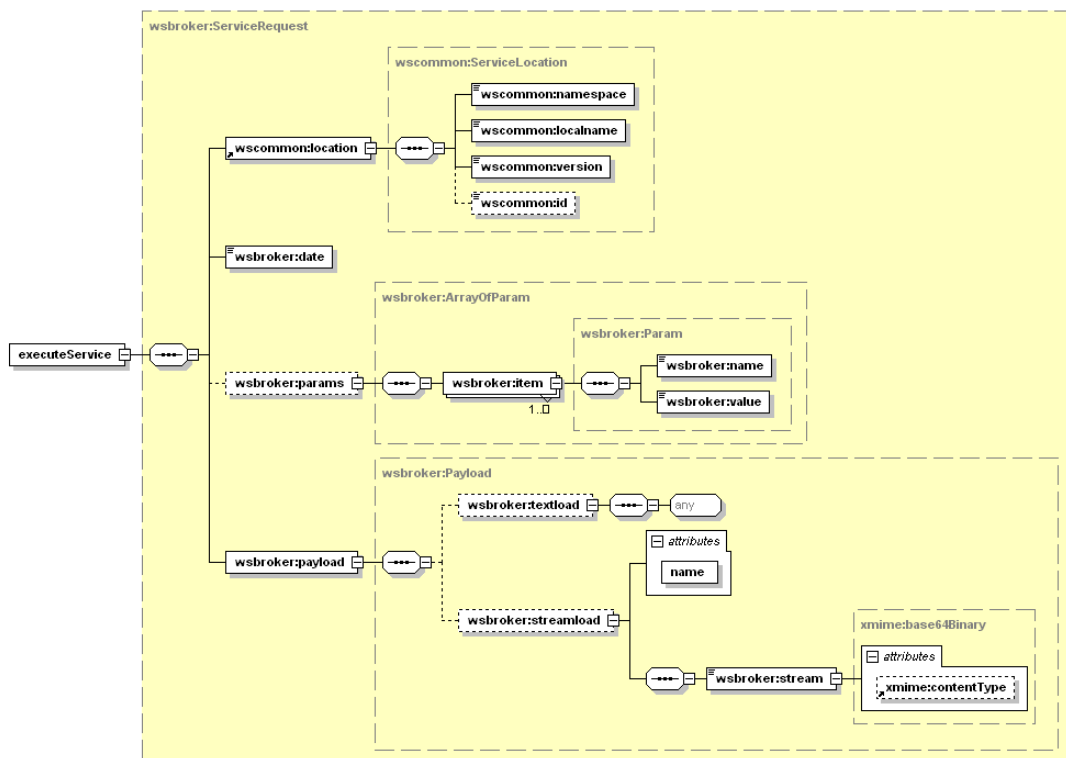 wsbroker:ServiceRequest
wscommon:ServiceLocation
wscommon:namespace
wscommon:localname
wscommon:location
wscommon:version
wscommon:id
wsbroker:date
wsbroker:ArrayOfParam
wsbroker:Param
executeService
wsbroker:params
wsbroker:item
wsbroker:name
wsbroker:value
1..
wsbroker:Payload
wsbroker:textload
any
attributes
wsbroker:payload
name
wsbroker:streamload
xmime:base64Binary
attributes
wsbroker:stream
xmime:contentType